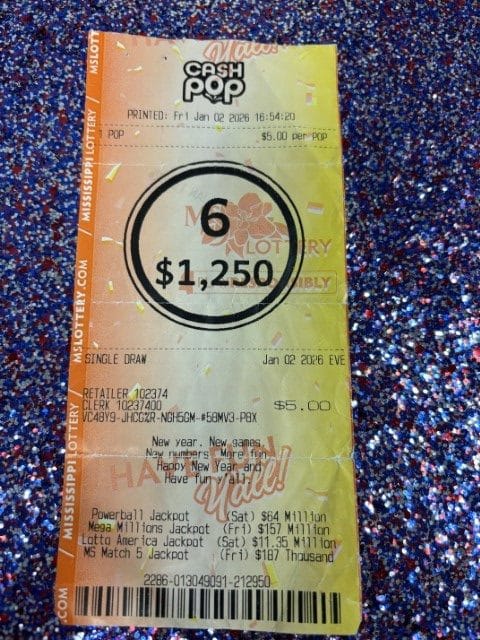 Y'all!
CASH
POP
PRINTED: Fri Jan 02 2026 16:54:20
1 POP $5.00 per POP
6
$1,250
LOTTERY
SINGLE DRAW Jan 02 2026 EVE
RETAILER 102374
CLERK 10237400 $5.00
New year. New games.
New numbers. More fun.
Happy New Year and
Have fun y'all.
Y'all!
Powerball Jackpot (Sat) $64 Million
Mega Millions Jackpot (Fri) $157 Million
Lotto America Jackpot (Sat) $11.35 Million
MS Match 5 Jackpot (Fri) $187 Thousand
2286-013049091-212950
MSLOTT
MISSISSIPPI LOTTERY /
MSLOTTERY.COM /
MISSISSIPPI LOTTERY /
.COM